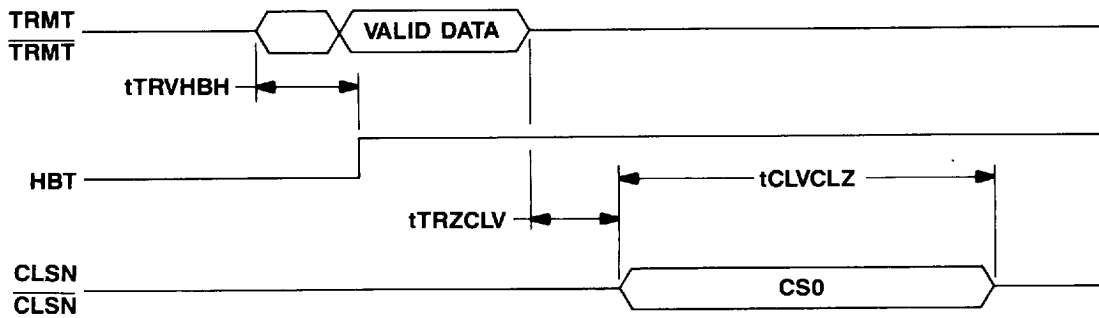 TRMT
TRMT
VALID DATA
tTRVHBH
HBT
tCLVCLZ
tTRZCLV
CLSN
CLSN
CS0